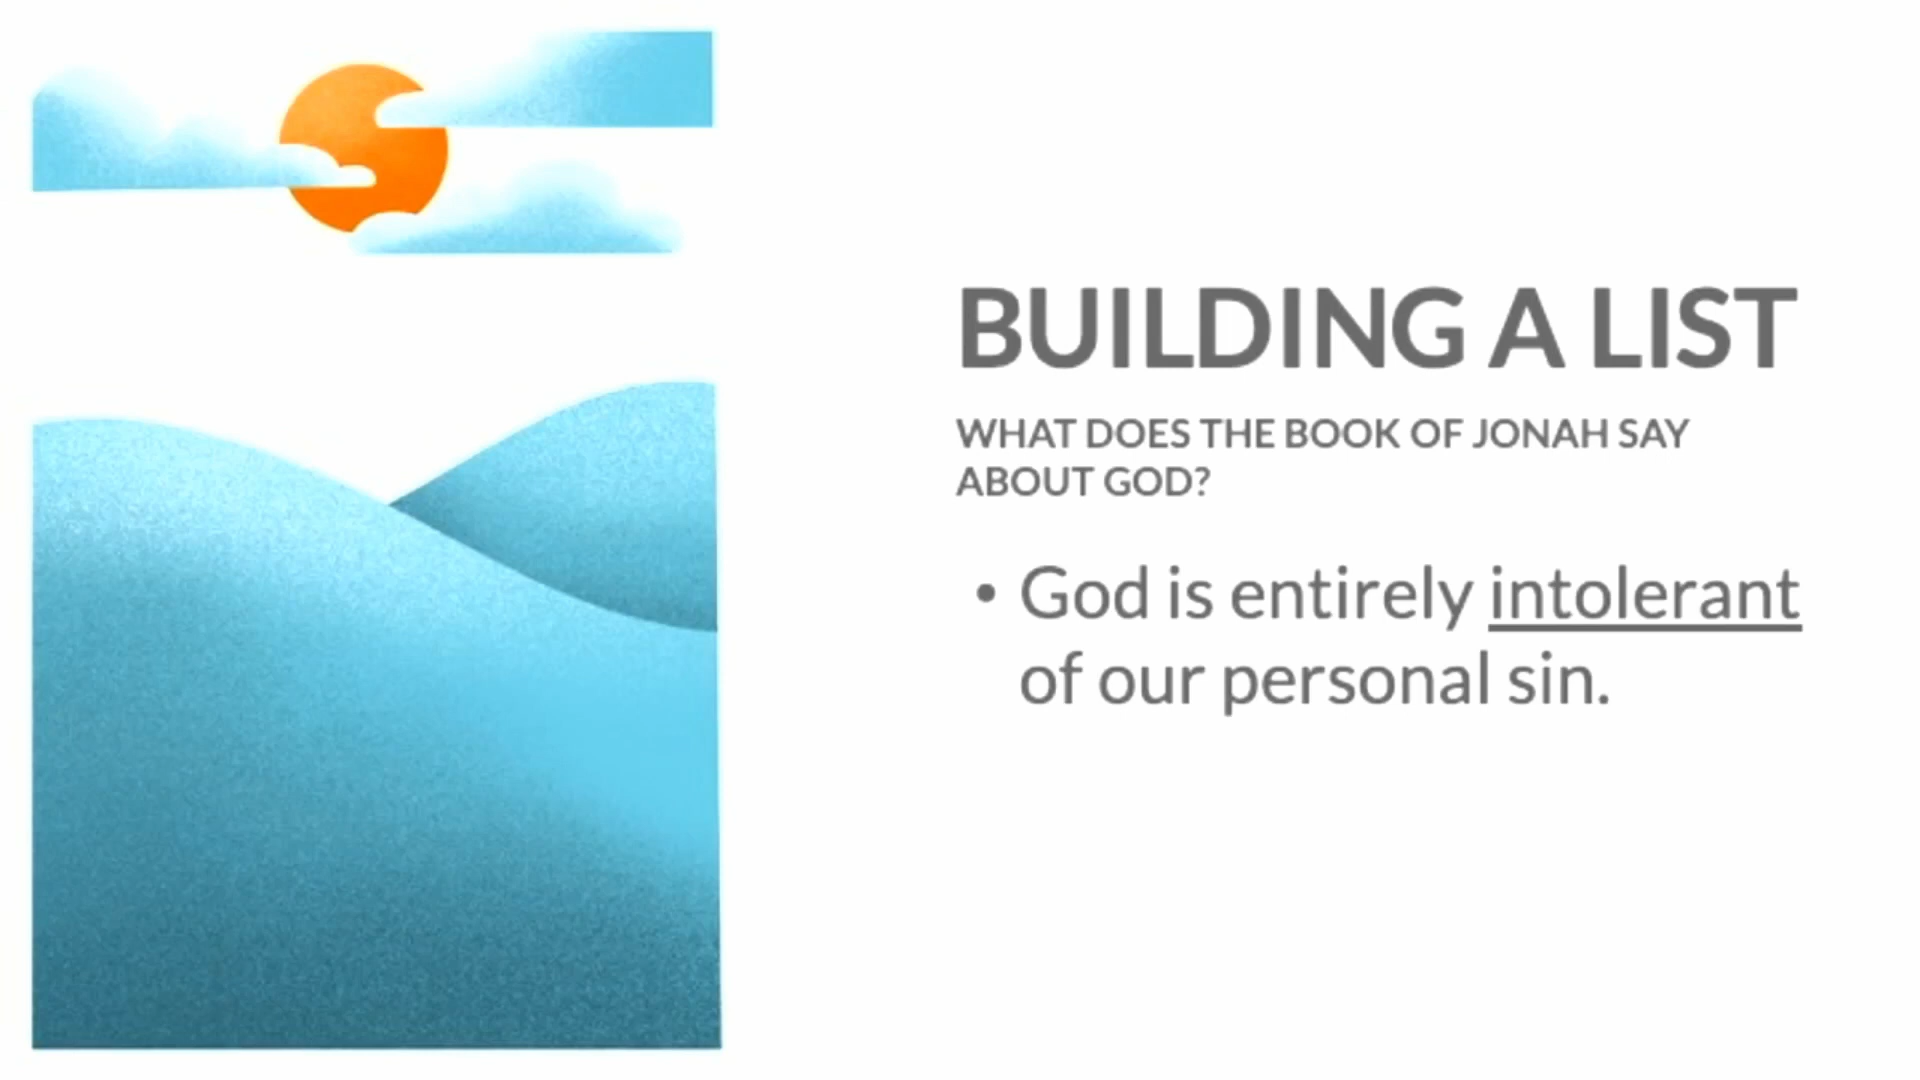 BUILDING A LIST
WHAT DOES THE BOOK OF JONAH SAY
ABOUT GOD?
• God is entirely intolerant
of our personal sin.